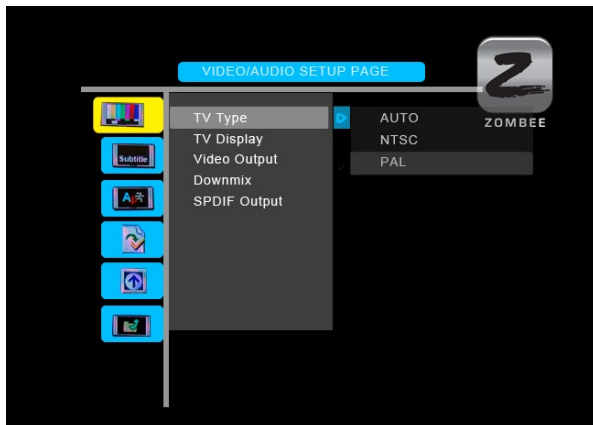 VIDEO/AUDIO SETUP PAGE
Z
ZOMBEE
TV Type
TV Display
Video Output
Downmix
SPDIF Output
AUTO
NTSC
PAL
Subtitle
A